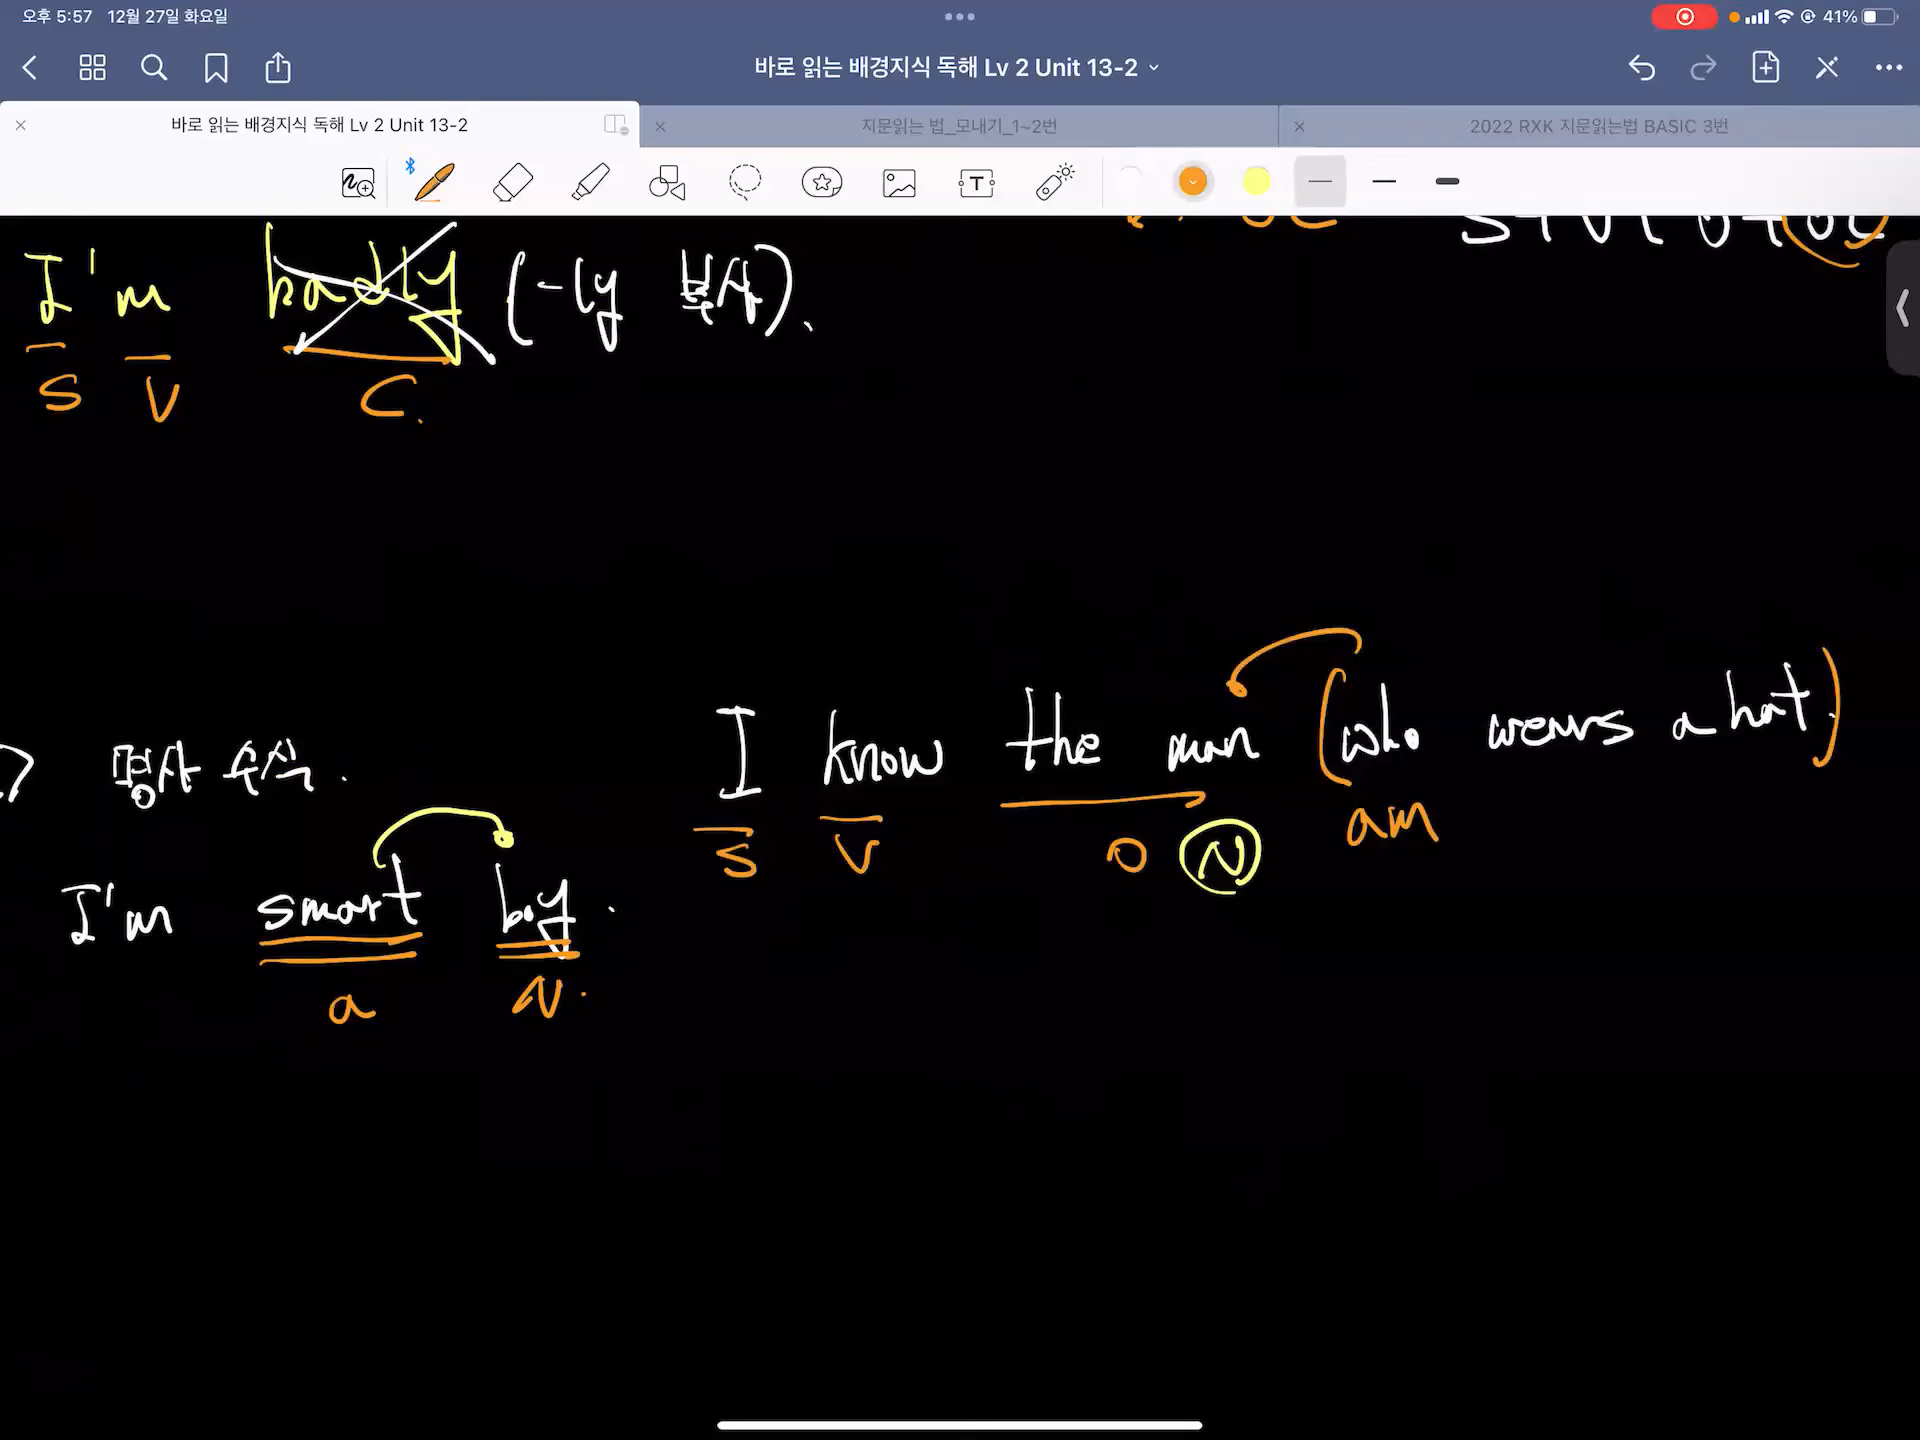 오후 5:57 12월 27일 화요일
41%
바로 읽는 배경지식 독해 Lv 2 Unit 13-2
바로 읽는 배경지식 독해 Lv 2 Unit 13-2
지문읽는 법_모내기_1~2번
2022 RXK 지문읽는법 BASIC 3번
I'm badly (-ly 부사).
S V C.
명사 수식.
I know the man (who wears a hat.)
S V O N am
I'm smart boy.
a N.